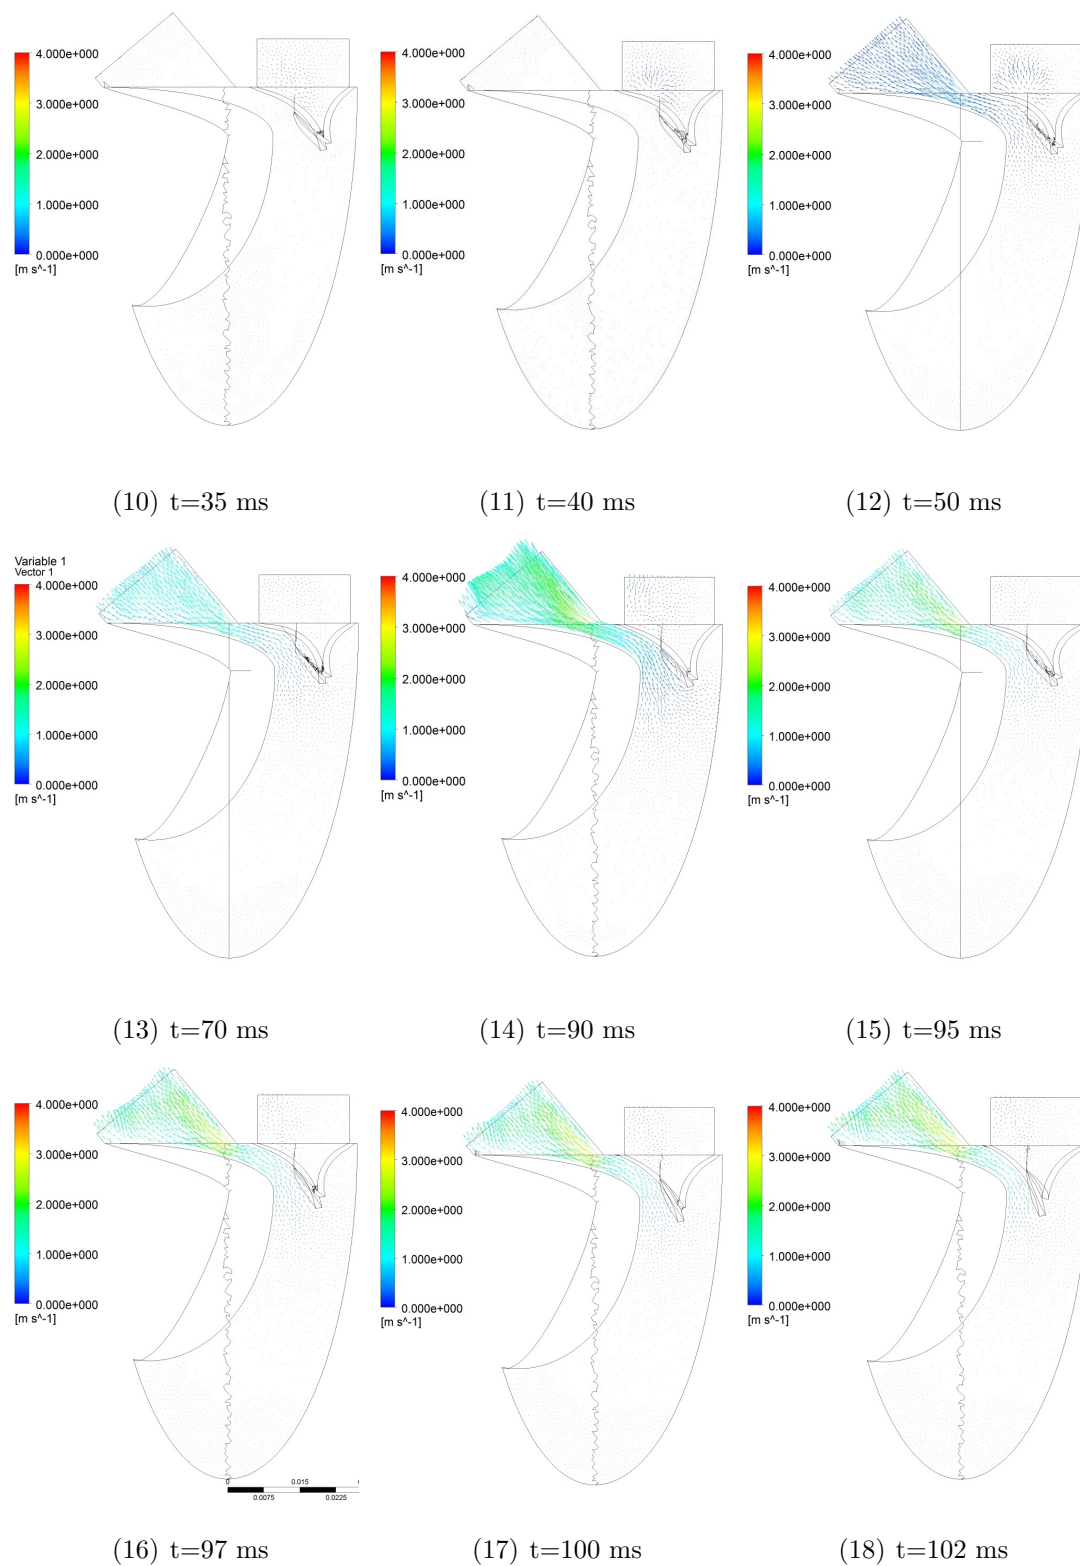 4.000e+000
3.000e+000
2.000e+000
1.000e+000
0.000e+000
[m s^-1]
4.000e+000
3.000e+000
2.000e+000
1.000e+000
0.000e+000
[m s^-1]
4.000e+000
3.000e+000
2.000e+000
1.000e+000
0.000e+000
[m s^-1]
(10) t=35 ms
(11) t=40 ms
(12) t=50 ms
Variable 1
Vector 1
4.000e+000
3.000e+000
2.000e+000
1.000e+000
0.000e+000
[m s^-1]
4.000e+000
3.000e+000
2.000e+000
1.000e+000
0.000e+000
[m s^-1]
4.000e+000
3.000e+000
2.000e+000
1.000e+000
0.000e+000
[m s^-1]
(13) t=70 ms
(14) t=90 ms
(15) t=95 ms
4.000e+000
3.000e+000
2.000e+000
1.000e+000
0.000e+000
[m s^-1]
0
0.015
0.0075
0.0225
4.000e+000
3.000e+000
2.000e+000
1.000e+000
0.000e+000
[m s^-1]
4.000e+000
3.000e+000
2.000e+000
1.000e+000
0.000e+000
[m s^-1]
(16) t=97 ms
(17) t=100 ms
(18) t=102 ms